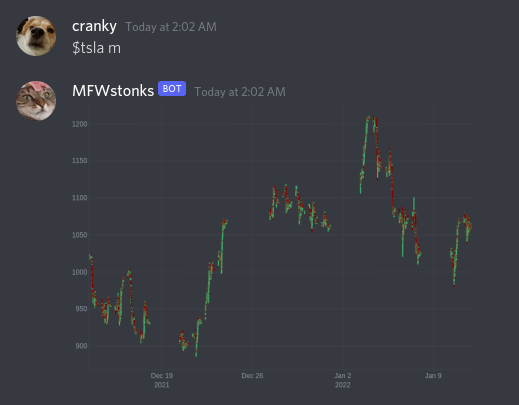 cranky Today at 2:02 AM
$tsla m
MFWstonks BOT Today at 2:02 AM
1200
1150
1100
1050
1000
950
900
Dec 19 Dec 26 Jan 2 Jan 9
2021 2022